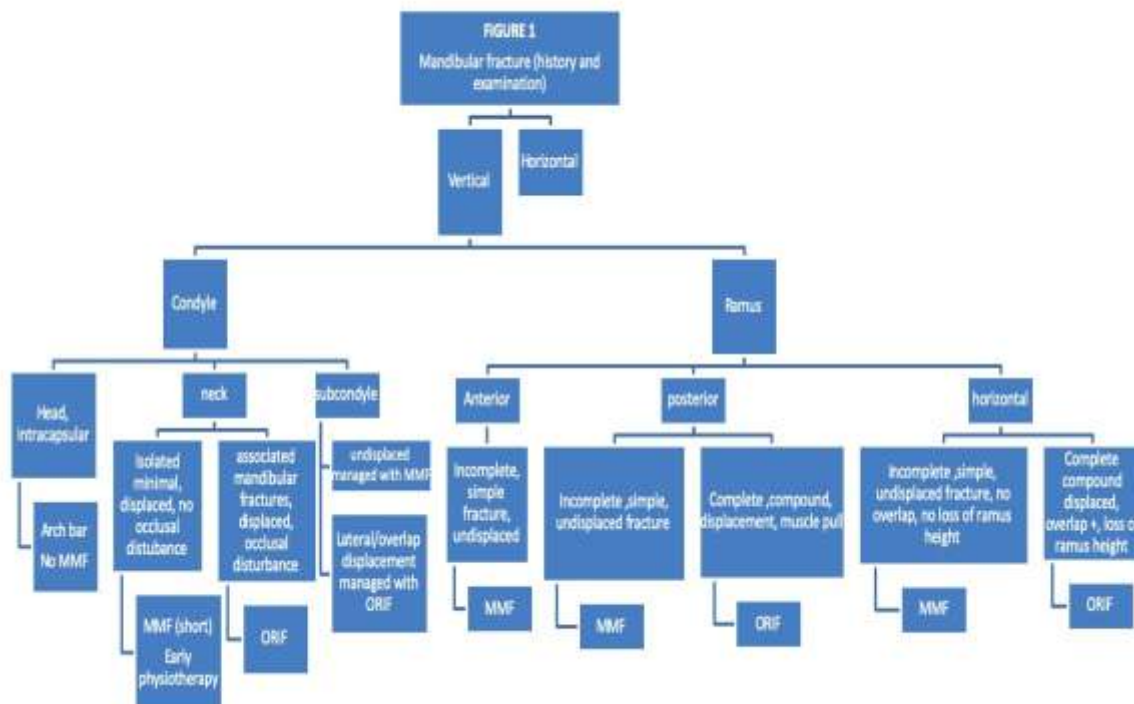 FIGURE 1
Mandibular fracture (history and
examination)
Vertical
Horizontal
Condyle
Ramus
Head,
intracapsular
neck
subcondyle
Anterior
posterior
horizontal
Arch bar
No MMF
Isolated
minimal,
displaced, no
occlusal
distubance
associated
mandibular
fractures,
displaced,
occlusal
disturbance
undisplaced
managed with MMF
Lateral/overlap
displacement
managed with
ORIF
Incomplete,
simple
fracture,
undisplaced
Incomplete ,simple,
undisplaced fracture
Complete ,compound,
displacement, muscle pull
Incomplete ,simple,
undisplaced fracture, no
overlap, no loss of ramus
height
Complete
compound
displaced,
overlap +, loss of
ramus height
MMF (short)
Early
physiotherapy
ORIF
MMF
MMF
ORIF
MMF
ORIF